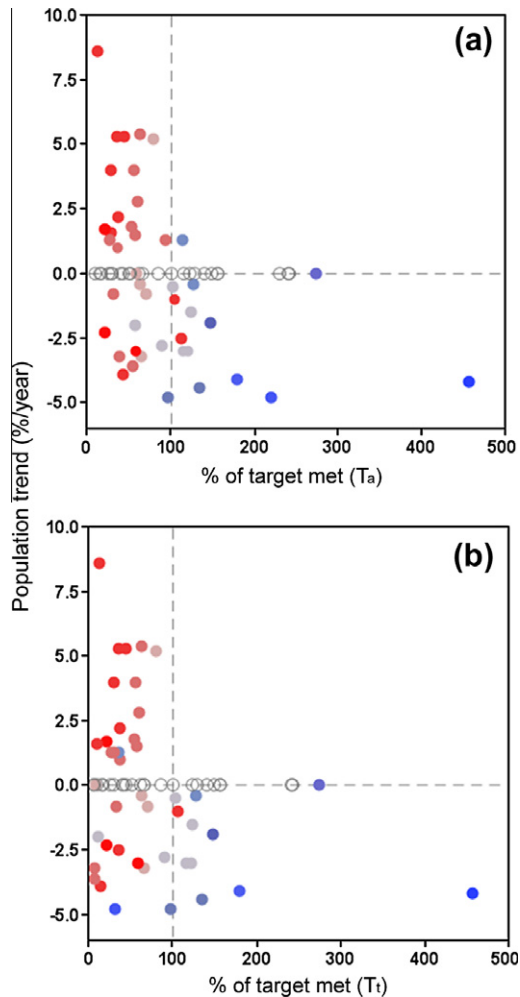 Population trend (%/year)
(a)
10.0
7.5
5.0
2.5
0.0
-2.5
-5.0
0 100 200 300 400 500
% of target met (Ta)
(b)
10.0
7.5
5.0
2.5
0.0
-2.5
-5.0
0 100 200 300 400 500
% of target met (Tt)